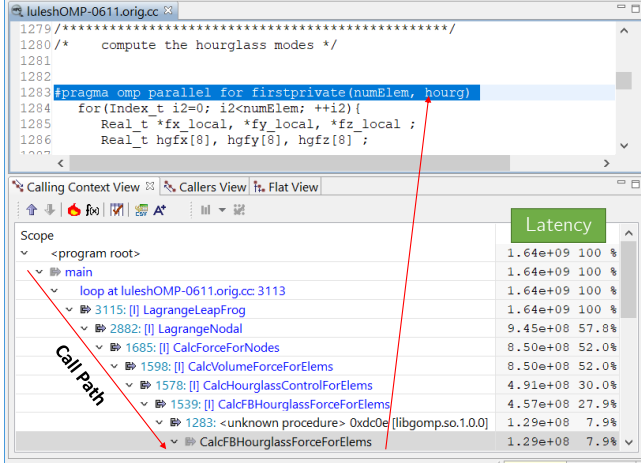 luleshOMP-0611.orig.cc
1279 /*************************************************/
1280 /*    compute the hourglass modes */
1281
1282
1283 #pragma omp parallel for firstprivate(numElem, hourg)
1284   for(Index_t i2=0; i2<numElem; ++i2){
1285     Real_t *fx_local, *fy_local, *fz_local ;
1286     Real_t hgfx[8], hgfy[8], hgfz[8] ;
Calling Context View Callers View Flat View
f(x) CSV A+
Latency
Scope
<program root> 1.64e+09 100 %
main 1.64e+09 100 %
loop at luleshOMP-0611.orig.cc: 3113 1.64e+09 100 %
3115: [I] LagrangeLeapFrog 1.64e+09 100 %
2882: [I] LagrangeNodal 9.45e+08 57.8%
1685: [I] CalcForceForNodes 8.50e+08 52.0%
1598: [I] CalcVolumeForceForElems 8.50e+08 52.0%
1578: [I] CalcHourglassControlForElems 4.91e+08 30.0%
1539: [I] CalcFBHourglassForceForElems 4.57e+08 27.9%
1283: <unknown procedure> 0xdc0e [libgomp.so.1.0.0] 1.29e+08 7.9%
CalcFBHourglassForceForElems 1.29e+08 7.9%
Call Path